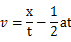 v = x/t − 1/2 at